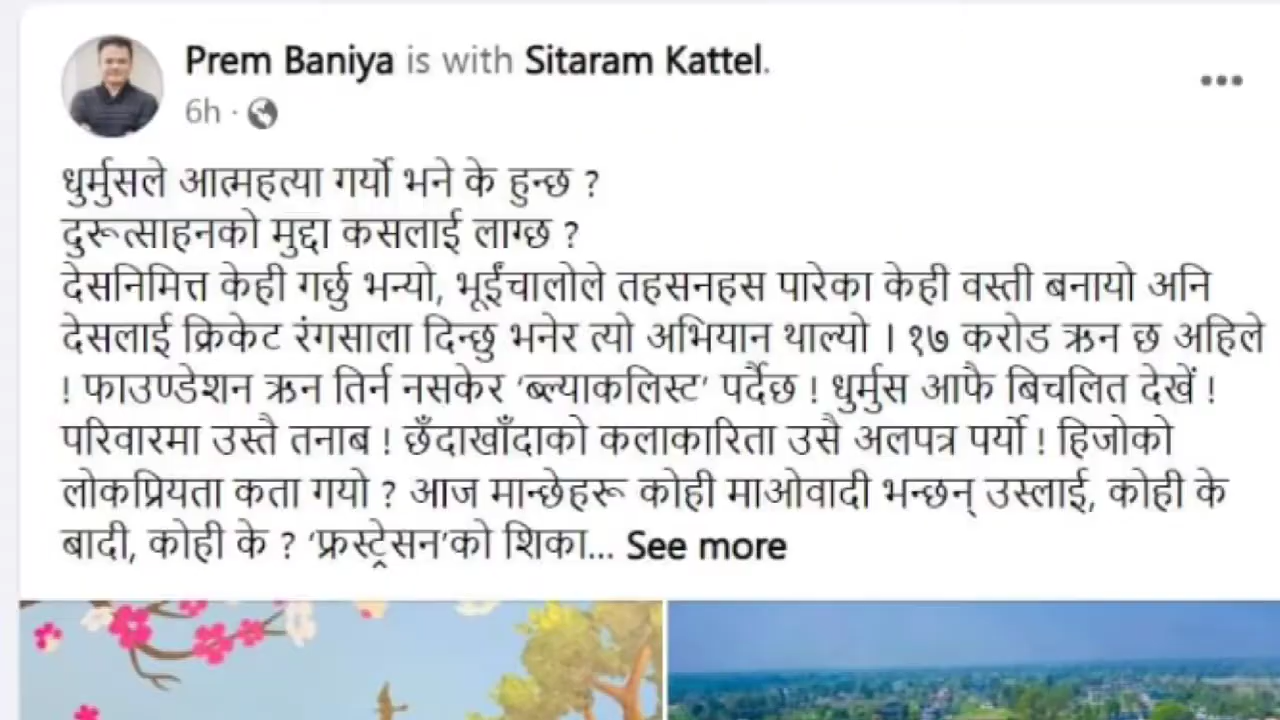 Prem Baniya is with Sitaram Kattel.
6h ·
धुर्मुसले आत्महत्या गर्यो भने के हुन्छ ?
दुरूत्साहनको मुद्दा कसलाई लाग्छ ?
देसनिमित्त केही गर्छु भन्यो, भूईंचालोले तहसनहस पारेका केही वस्ती बनायो अनि
देसलाई क्रिकेट रंगसाला दिन्छु भनेर त्यो अभियान थाल्यो । १७ करोड ऋन छ अहिले
! फाउण्डेशन ऋन तिर्न नसकेर ‘ब्ल्याकलिस्ट’ पर्दैछ ! धुर्मुस आफै बिचलित देखें !
परिवारमा उस्तै तनाब ! छँदाखाँदाको कलाकारिता उसै अलपत्र पर्यो ! हिजोको
लोकप्रियता कता गयो ? आज मान्छेहरू कोही माओवादी भन्छन् उस्लाई, कोही के
बादी, कोही के ? ‘फ्रस्ट्रेसन’को शिका... See more